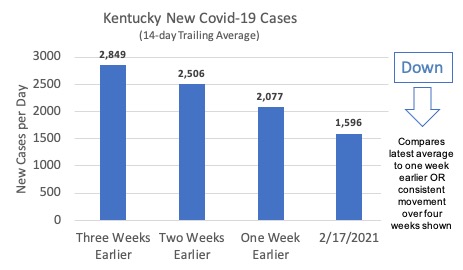 Kentucky New Covid-19 Cases
(14-day Trailing Average)
New Cases per Day
3000
2500
2000
1500
1000
500
0
2,849
2,506
2,077
1,596
Three Weeks
Earlier
Two Weeks
Earlier
One Week
Earlier
2/17/2021
Down
Compares
latest average
to one week
earlier OR
consistent
movement
over four
weeks shown